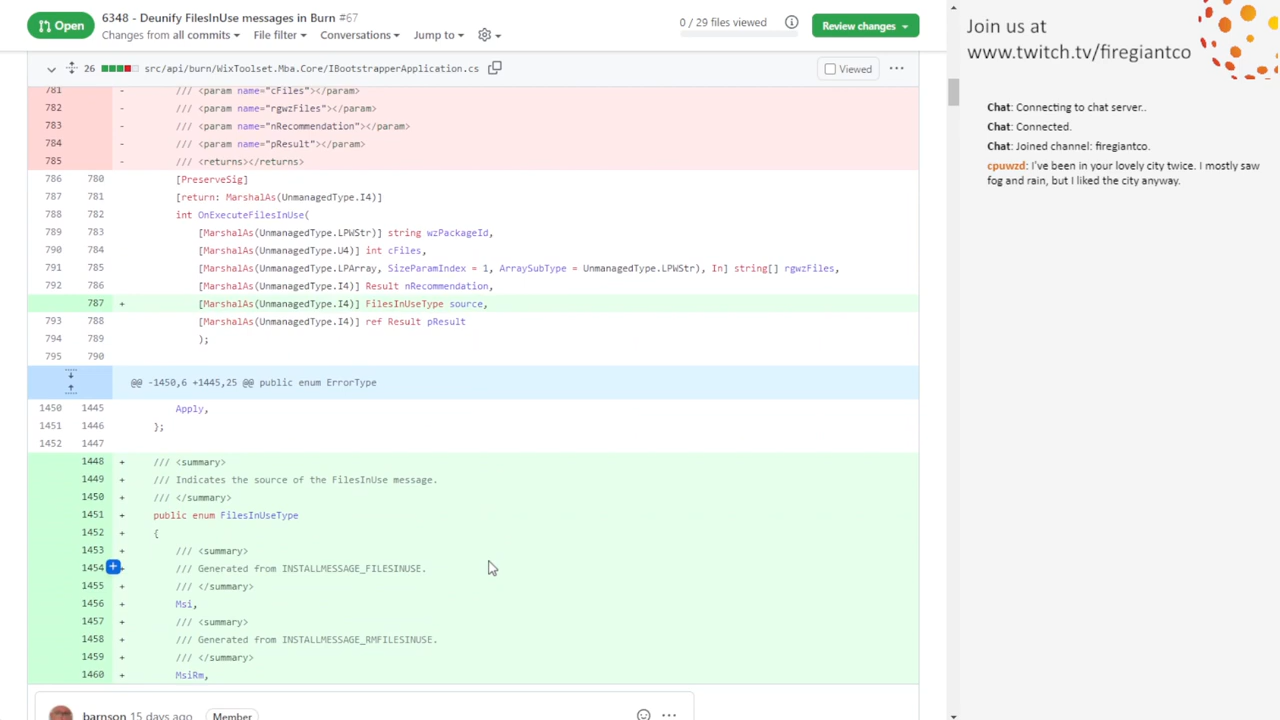 Open
6348 - Deunify FilesInUse messages in Burn #67
Changes from all commits
File filter
Conversations
Jump to
0 / 29 files viewed
Review changes
26
src/api/burn/WixToolset.Mba.Core/IBootstrapperApplication.cs
Viewed
781 - /// <param name="cFiles"></param>
782 - /// <param name="rgwzFiles"></param>
783 - /// <param name="nRecommendation"></param>
784 - /// <param name="pResult"></param>
785 - /// <returns></returns>
786 780 [PreserveSig]
787 781 [return: MarshalAs(UnmanagedType.I4)]
788 782 int OnExecuteFilesInUse(
789 783 [MarshalAs(UnmanagedType.LPWStr)] string wzPackageId,
790 784 [MarshalAs(UnmanagedType.U4)] int cFiles,
791 785 [MarshalAs(UnmanagedType.LPArray, SizeParamIndex = 1, ArraySubType = UnmanagedType.LPWStr), In] string[] rgwzFiles,
792 786 [MarshalAs(UnmanagedType.I4)] Result nRecommendation,
787 + [MarshalAs(UnmanagedType.I4)] FilesInUseType source,
793 788 [MarshalAs(UnmanagedType.I4)] ref Result pResult
794 789 );
795 790
@@ -1450,6 +1445,25 @@ public enum ErrorType
1450 1445 Apply,
1451 1446 };
1452 1447
1448 + /// <summary>
1449 + /// Indicates the source of the FilesInUse message.
1450 + /// </summary>
1451 + public enum FilesInUseType
1452 + {
1453 + /// <summary>
1454 + /// Generated from INSTALLMESSAGE_FILESINUSE.
1455 + /// </summary>
1456 + Msi,
1457 + /// <summary>
1458 + /// Generated from INSTALLMESSAGE_RMFILESINUSE.
1459 + /// </summary>
1460 + MsiRm,
barnson 15 days ago Member
Join us at
www.twitch.tv/firegiantco
Chat: Connecting to chat server..
Chat: Connected.
Chat: Joined channel: firegiantco.
cpuwzd: I've been in your lovely city twice. I mostly saw
fog and rain, but I liked the city anyway.